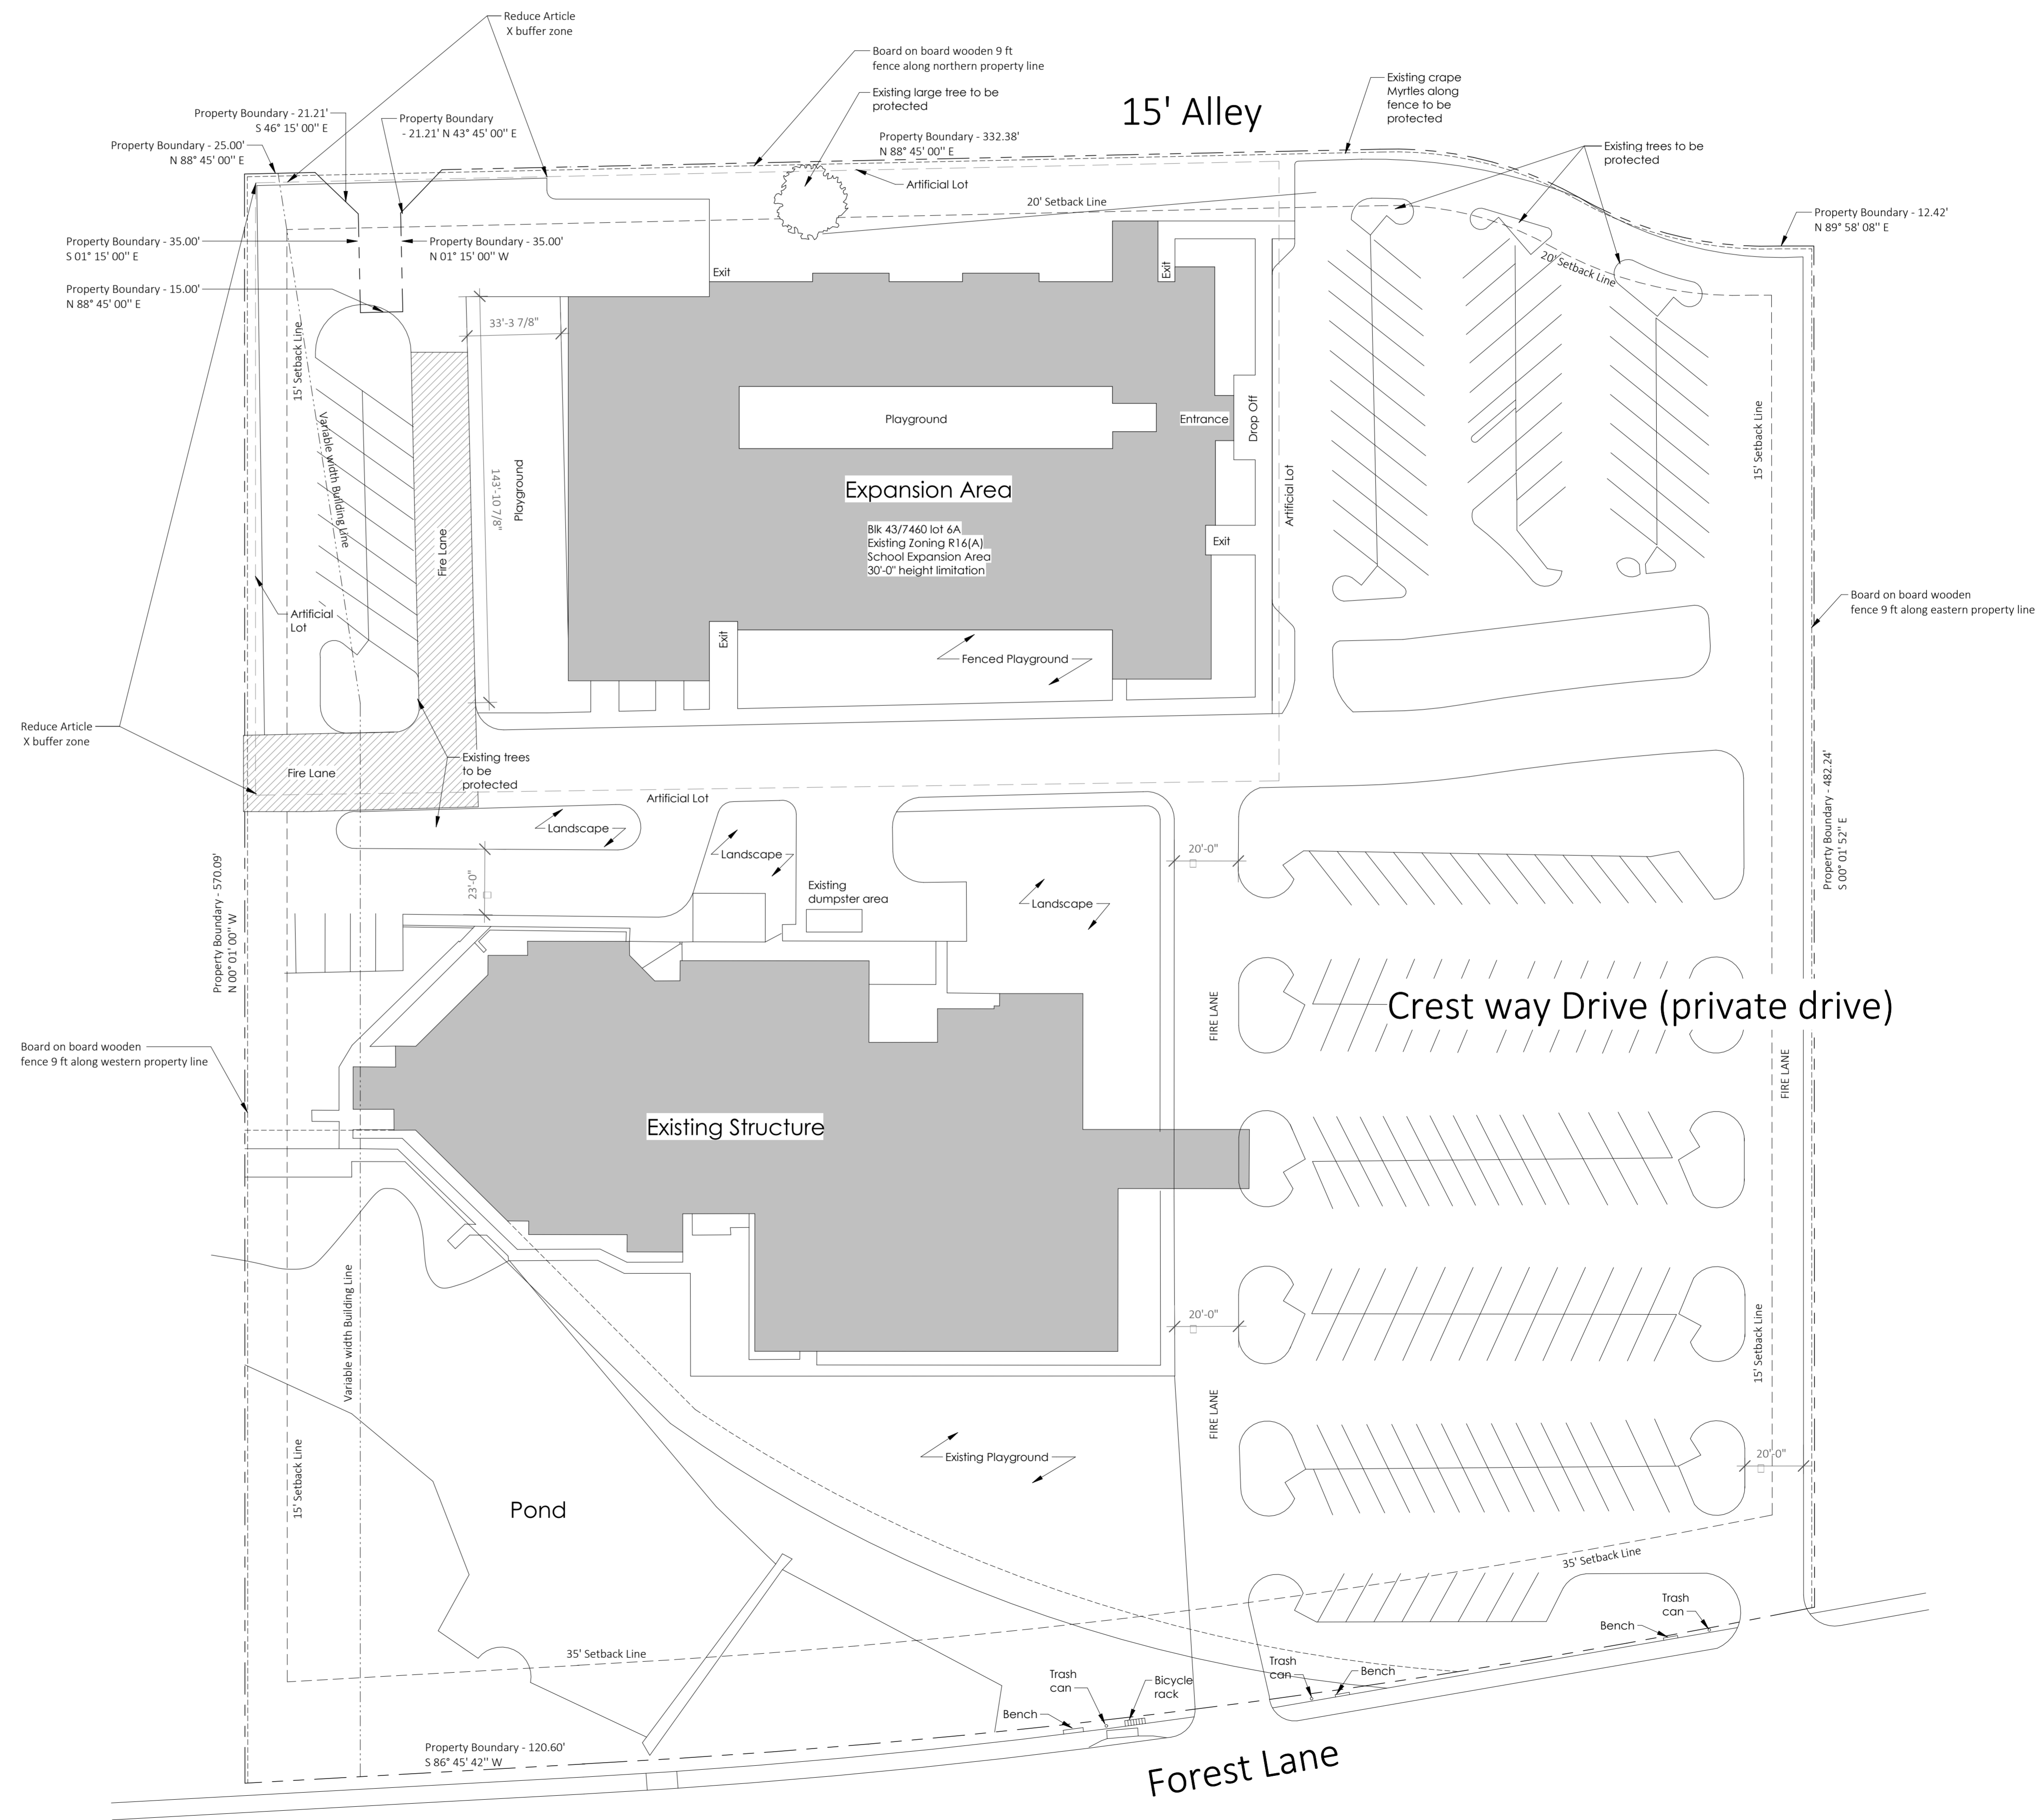 Reduce Article
X buffer zone
Board on board wooden 9 ft
fence along northern property line
Existing large tree to be
protected
15' Alley
Existing crape
Myrtles along
fence to be
protected
Property Boundary - 21.21'
S 46° 15' 00" E
Property Boundary
- 21.21' N 43° 45' 00" E
Property Boundary - 25.00'
N 88° 45' 00" E
Property Boundary - 332.38'
N 88° 45' 00" E
Existing trees to be
protected
Artificial Lot
20' Setback Line
Property Boundary - 12.42'
N 89° 58' 08" E
Property Boundary - 35.00'
S 01° 15' 00" E
Property Boundary - 35.00'
N 01° 15' 00" W
20' Setback Line
Exit
Exit
Property Boundary - 15.00'
N 88° 45' 00" E
33'-3 7/8"
15' Setback Line
Variable width Building Line
Playground
Entrance
Drop Off
15' Setback Line
143'-10 7/8"
Playground
Fire Lane
Expansion Area
Artificial Lot
Blk 43/7460 lot 6A
Existing Zoning R16(A)
School Expansion Area
30'-0" height limitation
Exit
Artificial
Lot
Board on board wooden
fence 9 ft along eastern property line
Exit
Fenced Playground
Reduce Article
X buffer zone
Existing trees
to be
protected
Fire Lane
Artificial Lot
Landscape
Landscape
20'-0"
Property Boundary - 482.24'
S 00° 01' 52" E
23'-0"
Existing
dumpster area
Landscape
Property Boundary - 570.09'
N 00° 01' 00" W
FIRE LANE
Crest way Drive (private drive)
Board on board wooden
fence 9 ft along western property line
FIRE LANE
Existing Structure
Variable width Building Line
20'-0"
15' Setback Line
FIRE LANE
Existing Playground
20'-0"
15' Setback Line
Pond
35' Setback Line
35' Setback Line
Trash
can
Bench
Trash
can
Bench
Trash
can
Bicycle
rack
Bench
Property Boundary - 120.60'
S 86° 45' 42" W
Forest Lane